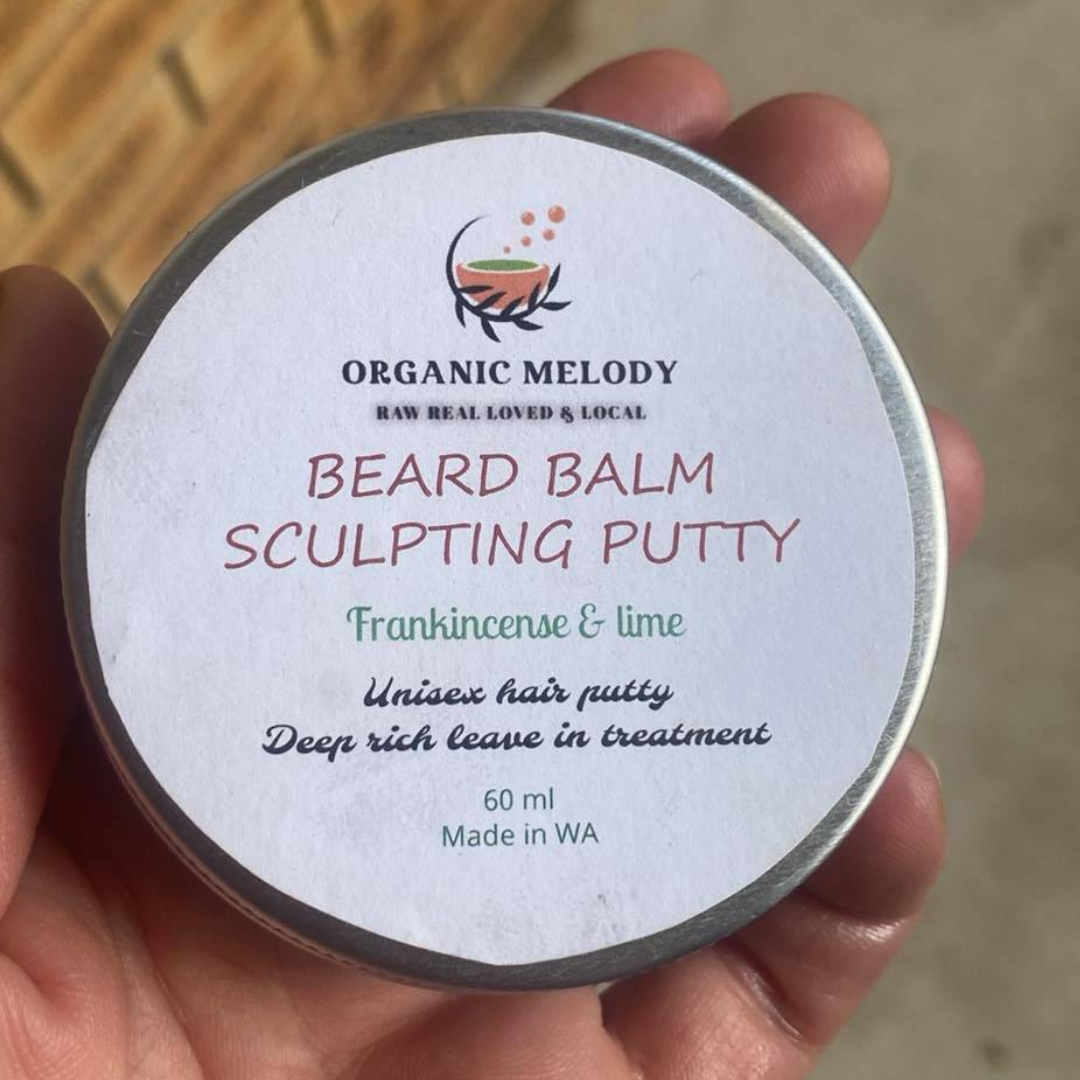 ORGANIC MELODY
RAW REAL LOVED & LOCAL
BEARD BALM
SCULPTING PUTTY
Frankincense & lime
Unisex hair putty
Deep rich leave in treatment
60 ml
Made in WA